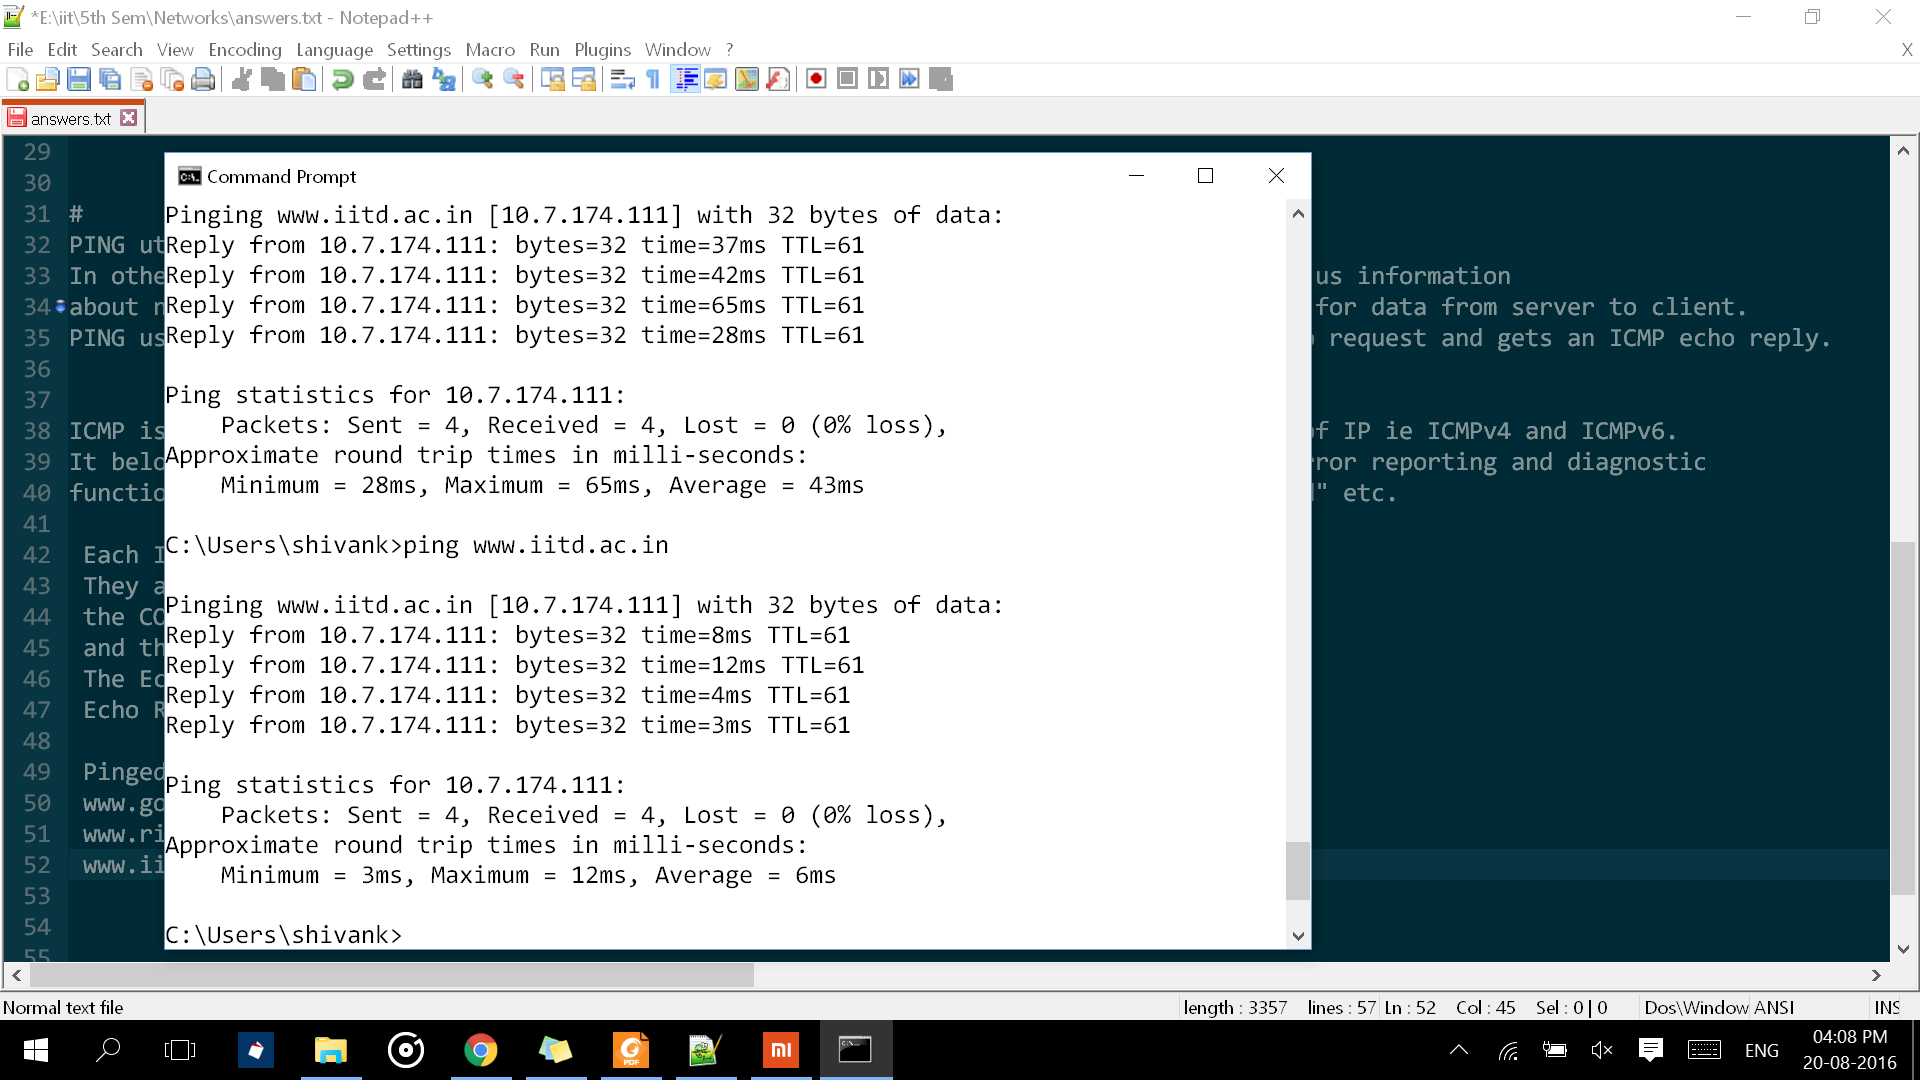 *E:\iit\5th Sem\Networks\answers.txt - Notepad++
File Edit Search View Encoding Language Settings Macro Run Plugins Window ? X
answers.txt
Command Prompt
Pinging www.iitd.ac.in [10.7.174.111] with 32 bytes of data:
Reply from 10.7.174.111: bytes=32 time=37ms TTL=61
Reply from 10.7.174.111: bytes=32 time=42ms TTL=61
Reply from 10.7.174.111: bytes=32 time=65ms TTL=61
Reply from 10.7.174.111: bytes=32 time=28ms TTL=61
Ping statistics for 10.7.174.111:
Packets: Sent = 4, Received = 4, Lost = 0 (0% loss),
Approximate round trip times in milli-seconds:
Minimum = 28ms, Maximum = 65ms, Average = 43ms
C:\Users\shivank>ping www.iitd.ac.in
Pinging www.iitd.ac.in [10.7.174.111] with 32 bytes of data:
Reply from 10.7.174.111: bytes=32 time=8ms TTL=61
Reply from 10.7.174.111: bytes=32 time=12ms TTL=61
Reply from 10.7.174.111: bytes=32 time=4ms TTL=61
Reply from 10.7.174.111: bytes=32 time=3ms TTL=61
Ping statistics for 10.7.174.111:
Packets: Sent = 4, Received = 4, Lost = 0 (0% loss),
Approximate round trip times in milli-seconds:
Minimum = 3ms, Maximum = 12ms, Average = 6ms
C:\Users\shivank>
29
30
31 #
32 PING
33 In us information
34 about for data from server to client.
35 PING request and gets an ICMP echo reply.
36
37
38 ICMP is IP ie ICMPv4 and ICMPv6.
39 It reporting and diagnostic
40 " etc.
41
42 Each
43 They
44 the
45 and
46 The
47 Echo
48
49 Pinged
50 www.go
51 www.ri
52 www.ii
53
54
55
Normal text file length : 3357 lines : 57 Ln : 52 Col : 45 Sel : 0 | 0 Dos\Window ANSI INS
PDF
mi
ENG
04:08 PM
20-08-2016